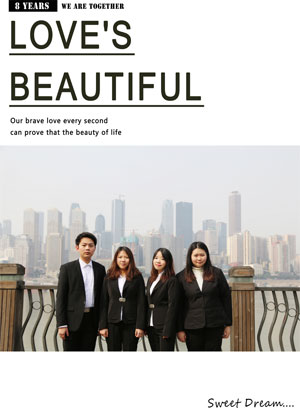 8 YEARS WE ARE TOGETHER
LOVE'S
BEAUTIFUL
Our brave love every second
can prove that the beauty of life
Sweet Dream....